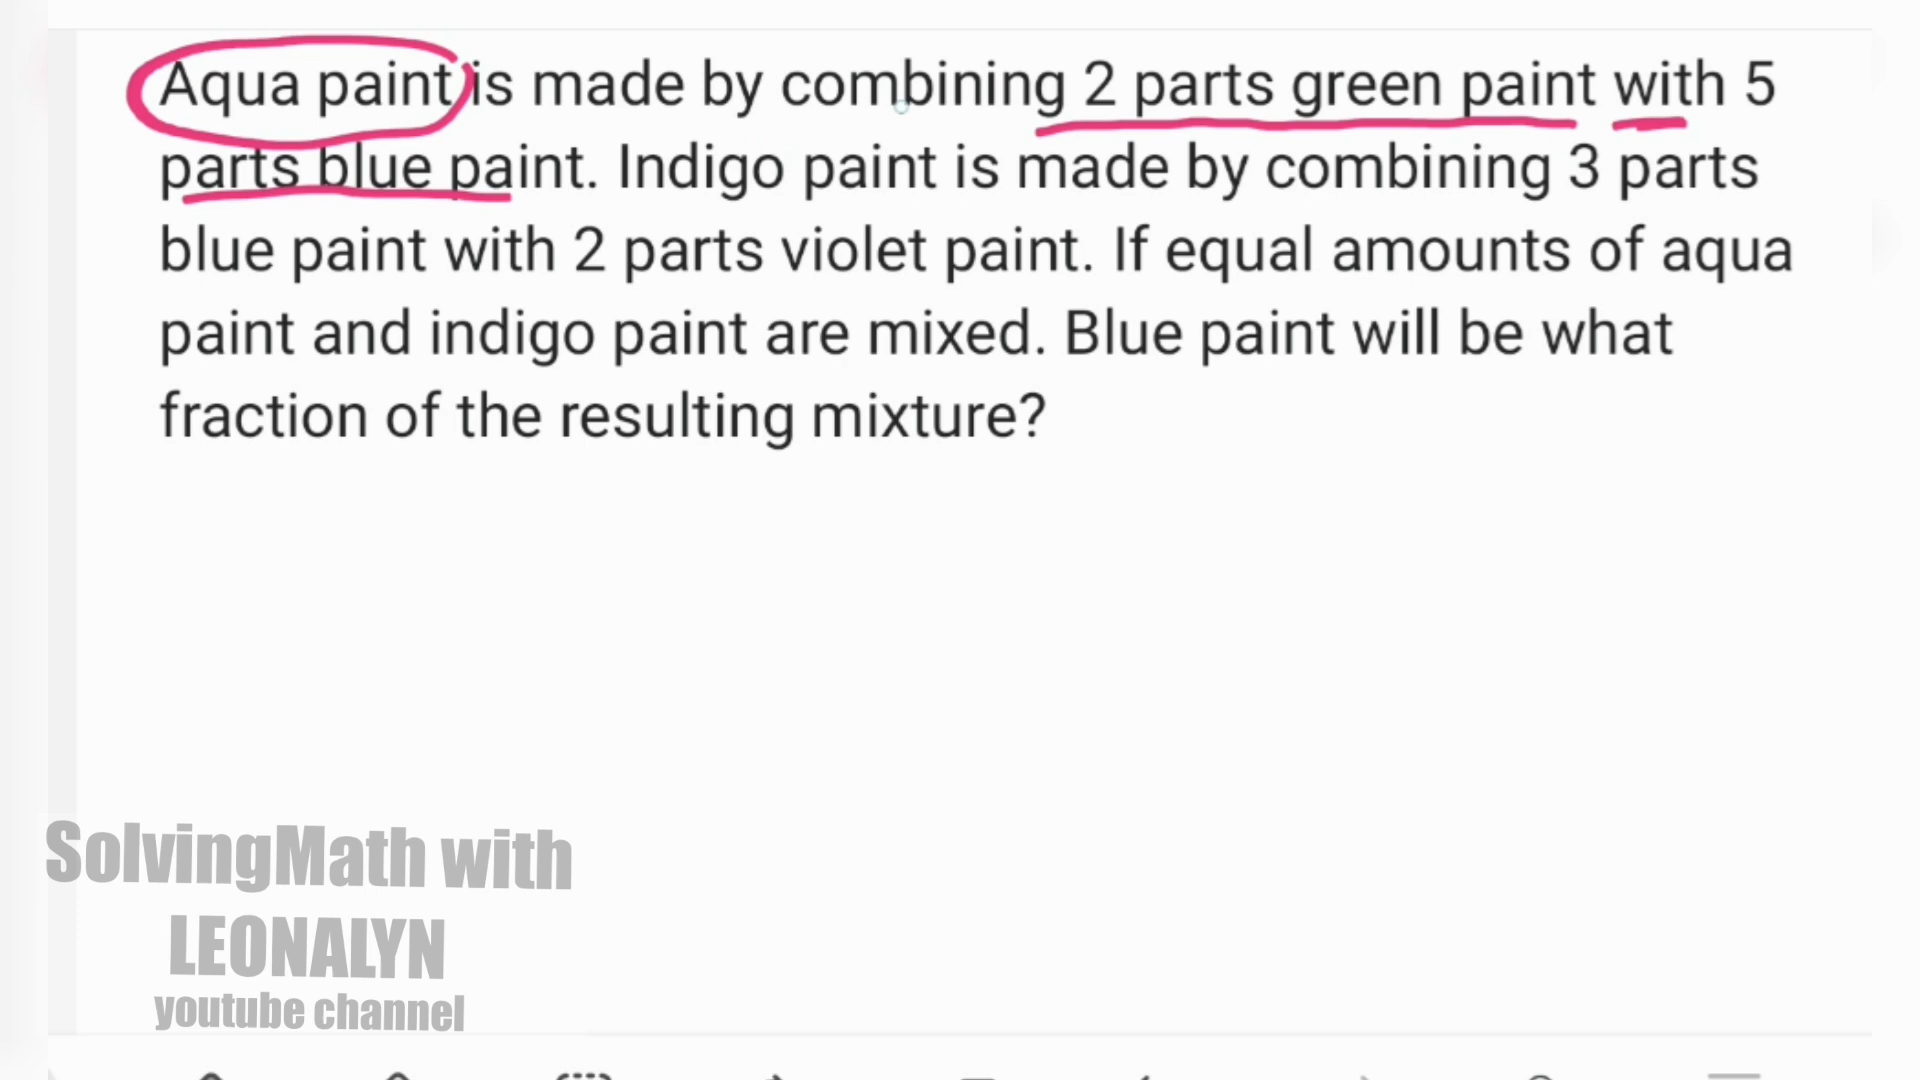 Aqua paint is made by combining 2 parts green paint with 5
parts blue paint. Indigo paint is made by combining 3 parts
blue paint with 2 parts violet paint. If equal amounts of aqua
paint and indigo paint are mixed. Blue paint will be what
fraction of the resulting mixture?
SolvingMath with
LEONALYN
youtube channel